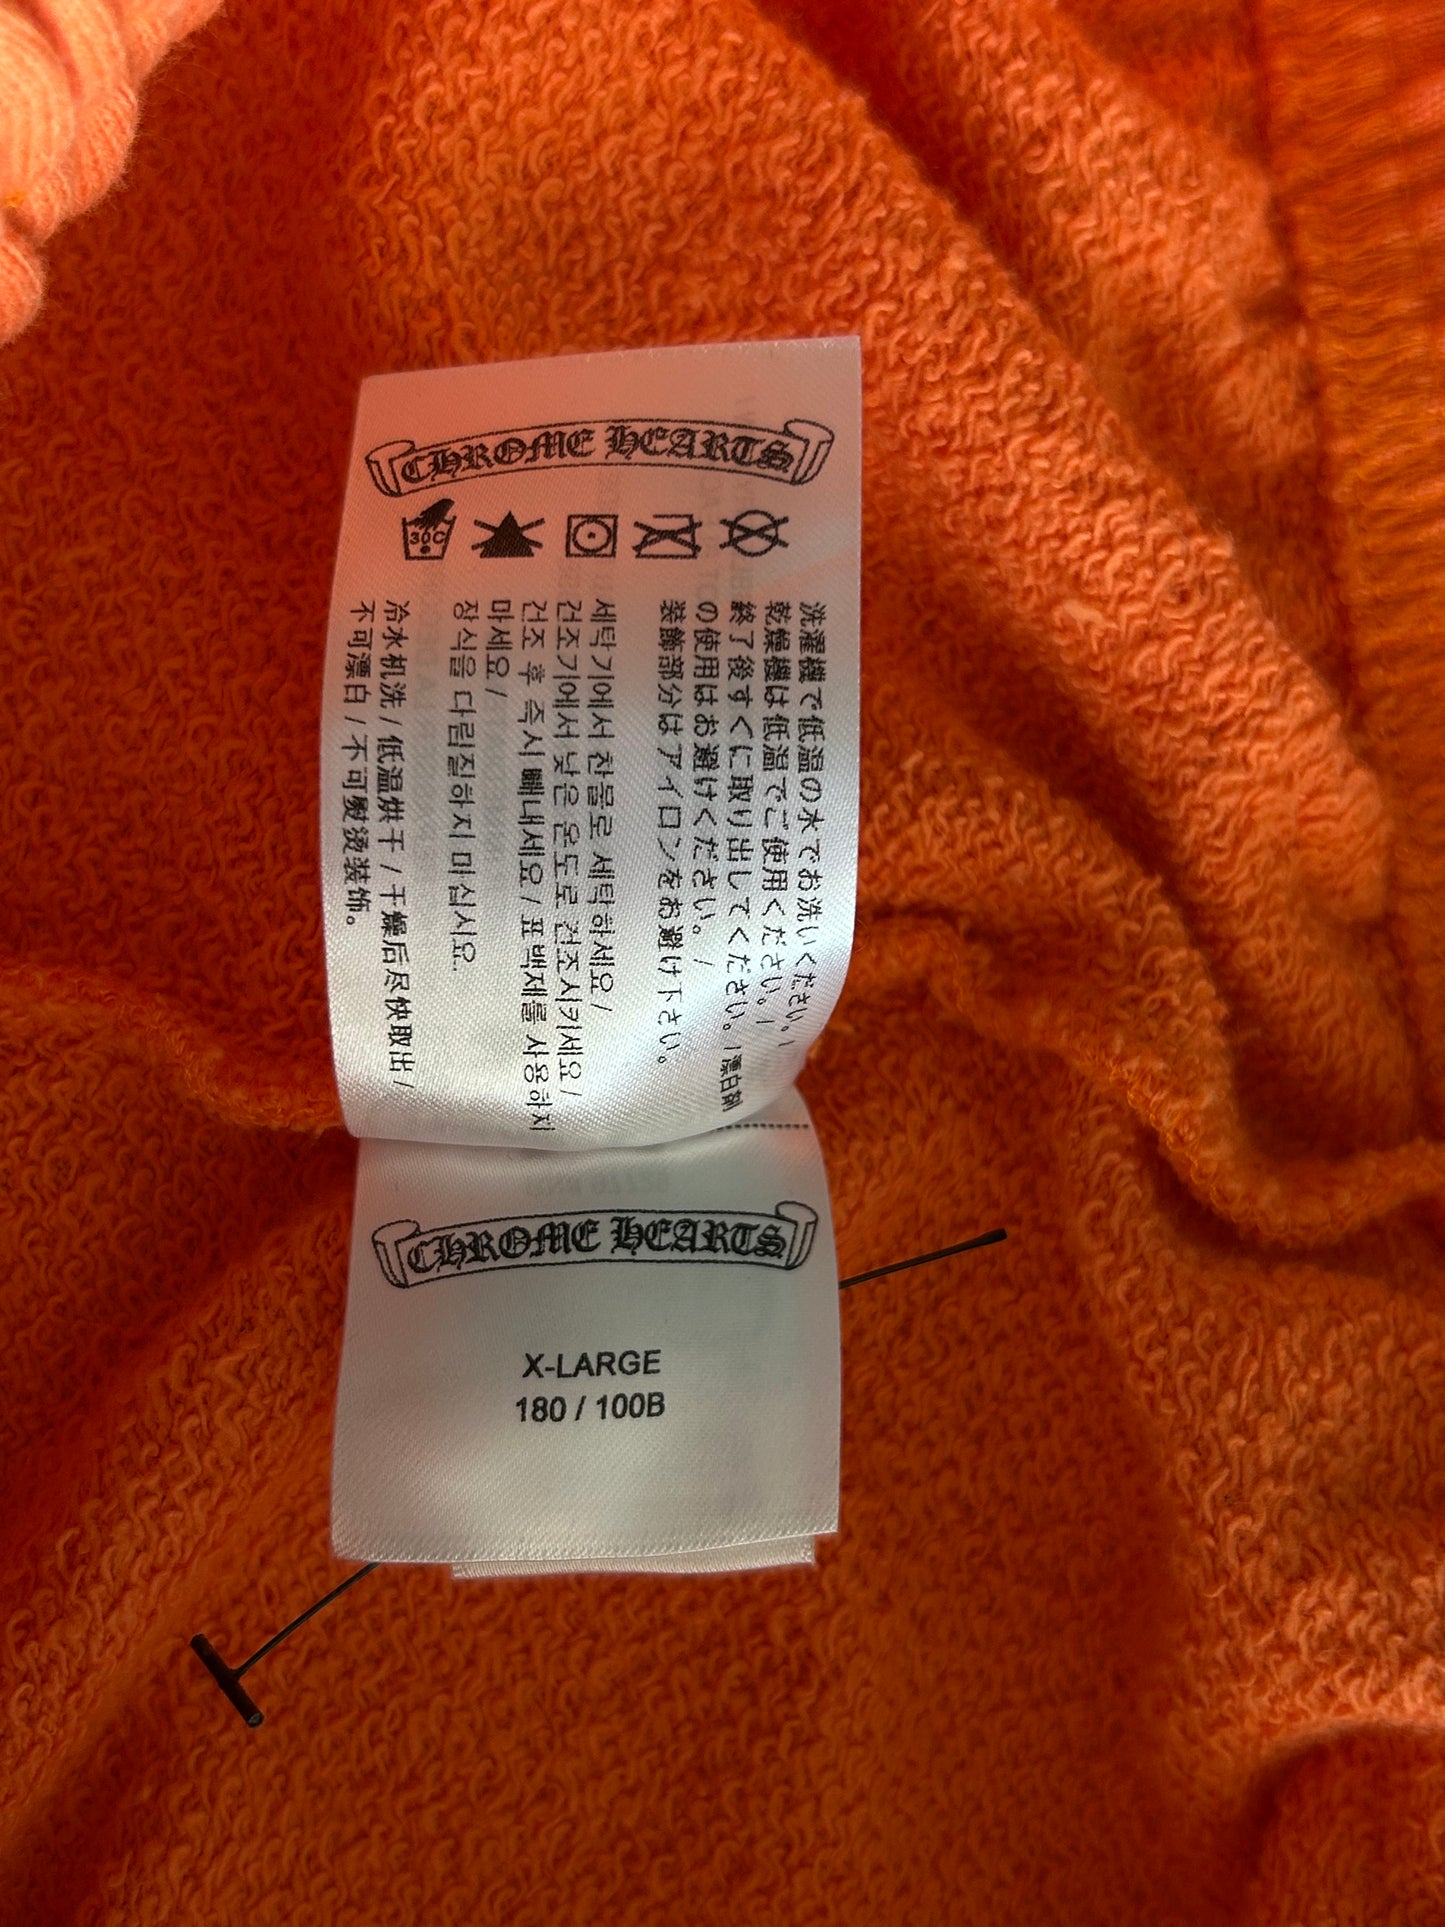 CHROME HEARTS
30C
洗濯機で低温の水でお洗いください。/
乾燥機は低温でご使用ください。/
終了後すぐに取り出してください。/漂白剤
の使用はお避けください。/
装飾部分はアイロンをお避け下さい。
세탁기에서 찬물로 세탁하세요/
건조기에서 낮은 온도로 건조시키세요/
건조 후 즉시 빼내세요/표백제를 사용하지
마세요/
장식을 다림질하지 마십시요.
冷水机洗/低温烘干/干燥后尽快取出/
不可漂白/不可熨烫装饰。
CHROME HEARTS
X-LARGE
180 / 100B